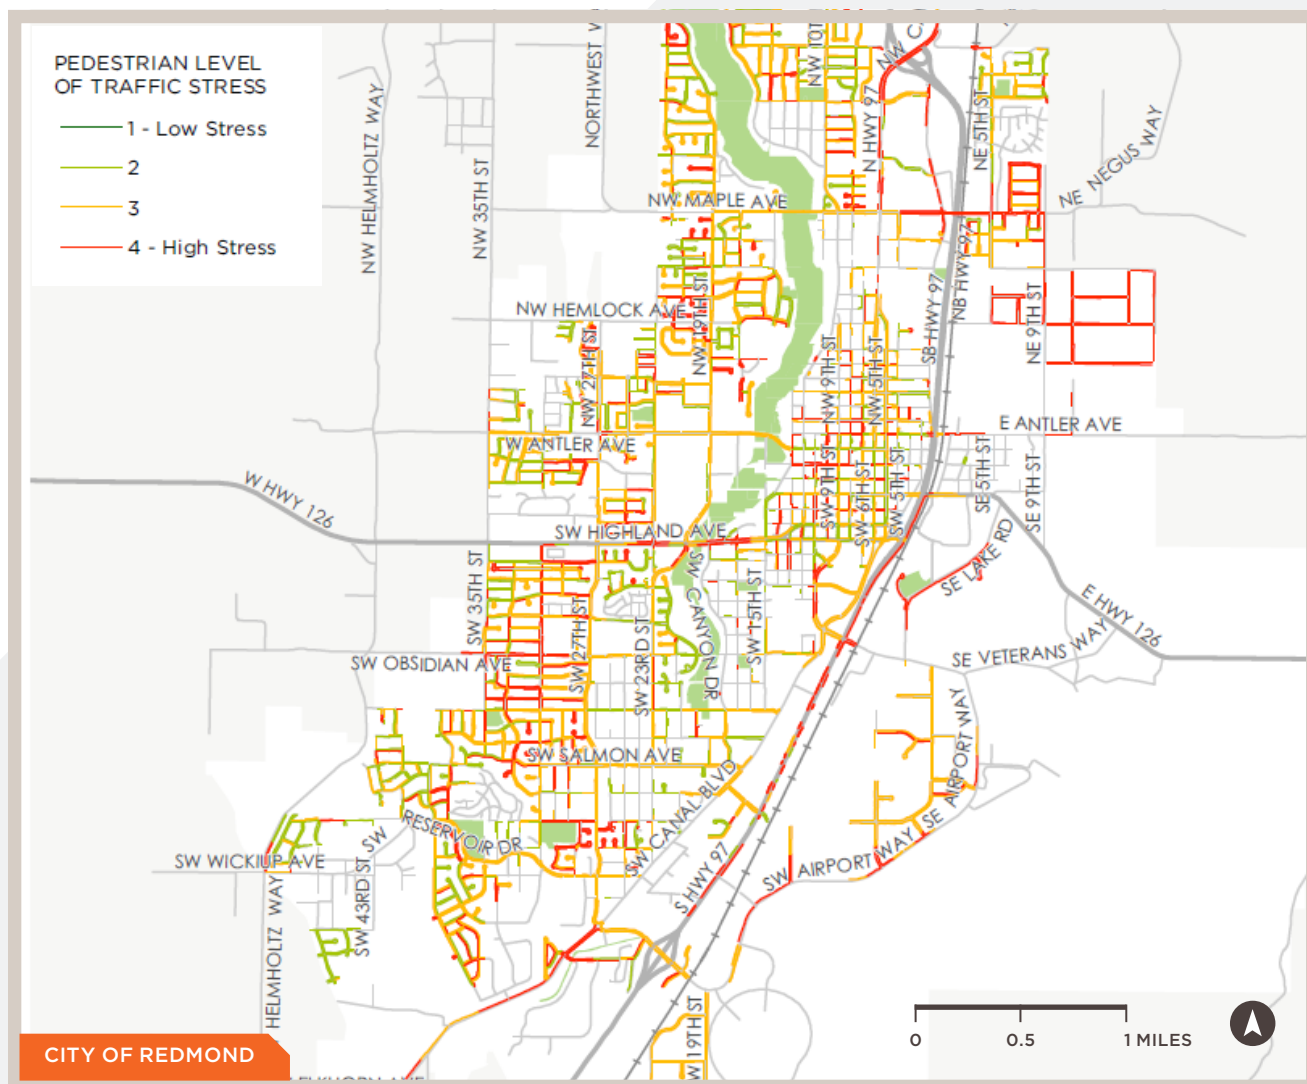 PEDESTRIAN LEVEL
OF TRAFFIC STRESS
1 - Low Stress
2
3
4 - High Stress
NW HELMHOLTZ WAY
NW 35TH ST
NORTHWEST
NW 10T
NW C
N HWY 97
NE 5TH ST
NE NEGUS WAY
NW MAPLE AVE
NB HWY 97
SB HWY 97
NW HEMLOCK AVE
NW 19TH ST
NW 27TH ST
NW 9TH ST
NW 5TH ST
NE 9TH ST
E ANTLER AVE
W ANTLER AVE
W HWY 126
SW 9TH ST
SW 6TH ST
SW 5TH ST
SE 5TH ST
SE 9TH ST
SW HIGHLAND AVE
SW 35TH ST
SW CANYON DR
SW 15TH ST
SE LAKE RD
E HWY 126
SW 27TH ST
SW 23RD ST
SW OBSIDIAN AVE
SE VETERANS WAY
SE AIRPORT WAY
SW SALMON AVE
SW CANAL BLVD
SW RESERVOIR DR
SW WICKIUP AVE
SW 43RD ST
S HWY 97
SW AIRPORT WAY
HELMHOLTZ WAY
W 19TH ST
ELKHORN AVE
0
0.5
1 MILES
CITY OF REDMOND